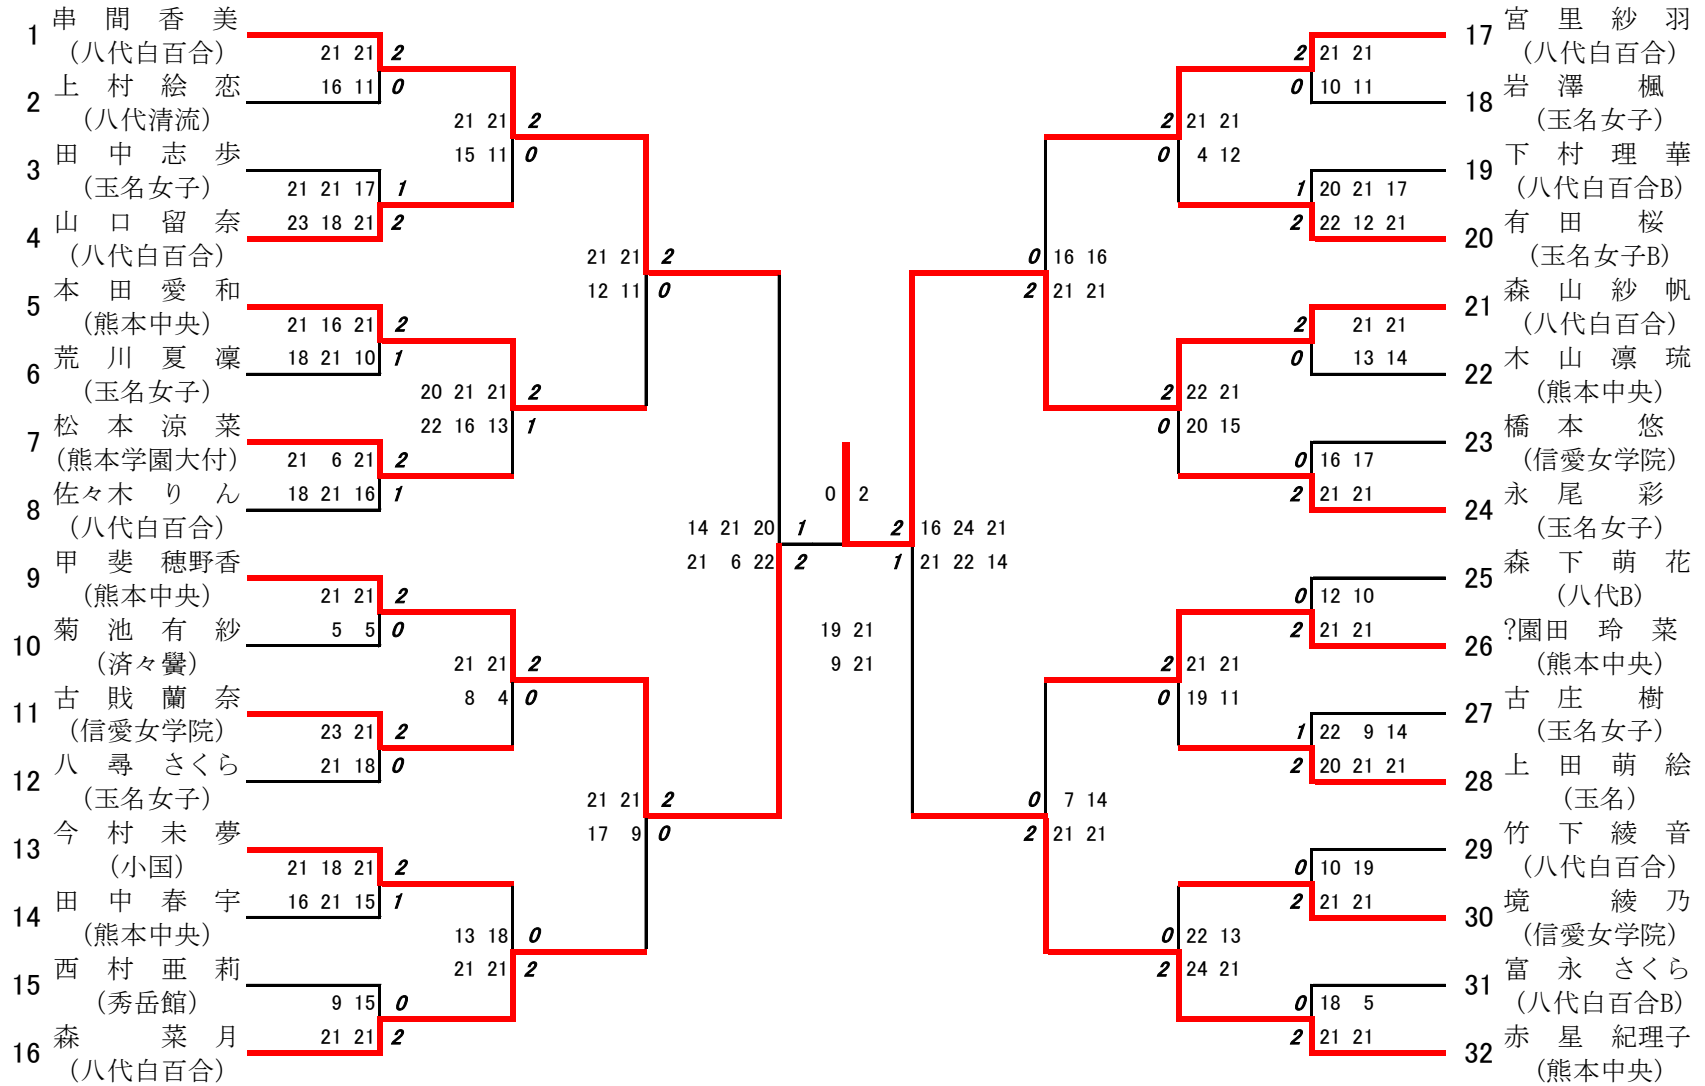 1 串間香美
(八代白百合)
21 21 2
16 11 0
2 上村絵恋
(八代清流)
21 21 2
15 11 0
3 田中志歩
(玉名女子)
21 21 17 1
23 18 21 2
4 山口留奈
(八代白百合)
21 21 2
12 11 0
5 本田愛和
(熊本中央)
21 16 21 2
18 21 10 1
6 荒川夏凜
(玉名女子)
20 21 21 2
22 16 13 1
7 松本涼菜
(熊本学園大付)
21 6 21 2
18 21 16 1
8 佐々木りん
(八代白百合)
14 21 20 1
21 6 22 2
9 甲斐穂野香
(熊本中央)
21 21 2
5 5 0
10 菊池有紗
(済々黌)
21 21 2
8 4 0
11 古賎蘭奈
(信愛女学院)
23 21 2
21 18 0
12 八尋さくら
(玉名女子)
21 21 2
17 9 0
13 今村未夢
(小国)
21 18 21 2
16 21 15 1
14 田中春宇
(熊本中央)
13 18 0
21 21 2
15 西村亜莉
(秀岳館)
9 15 0
21 21 2
16 森菜月
(八代白百合)
0 2
19 21
9 21
17 宮里紗羽
(八代白百合)
2 21 21
0 10 11
18 岩澤楓
(玉名女子)
2 21 21
0 4 12
19 下村理華
(八代白百合B)
1 20 21 17
2 22 12 21
20 有田桜
(玉名女子B)
0 16 16
2 21 21
21 森山紗帆
(八代白百合)
2 21 21
0 13 14
22 木山凛琉
(熊本中央)
2 22 21
0 20 15
23 橋本悠
(信愛女学院)
0 16 17
2 21 21
24 永尾彩
(玉名女子)
2 16 24 21
1 21 22 14
25 森下萌花
(八代B)
0 12 10
2 21 21
26 ?園田玲菜
(熊本中央)
2 21 21
0 19 11
27 古庄樹
(玉名女子)
1 22 9 14
2 20 21 21
28 上田萌絵
(玉名)
0 7 14
2 21 21
29 竹下綾音
(八代白百合)
0 10 19
2 21 21
30 境綾乃
(信愛女学院)
0 22 13
2 24 21
31 富永さくら
(八代白百合B)
0 18 5
2 21 21
32 赤星紀理子
(熊本中央)